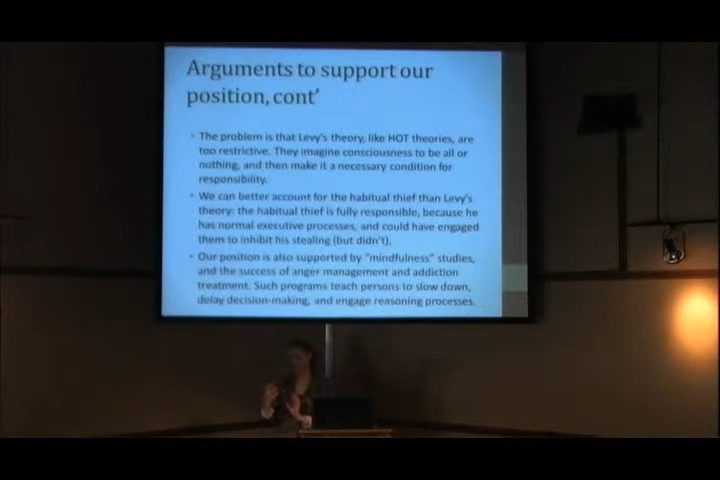 Arguments to support our
position, cont'
• The problem is that Levy's theory, like HOT theories, are
too restrictive. They imagine consciousness to be all or
nothing, and then make it a necessary condition for
responsibility.
• We can better account for the habitual thief than Levy's
theory: the habitual thief is fully responsible, because he
has normal executive processes, and could have engaged
them to inhibit his stealing (but didn't).
• Our position is also supported by "mindfulness" studies,
and the success of anger management and addiction
treatment. Such programs teach persons to slow down,
delay decision-making, and engage reasoning processes.